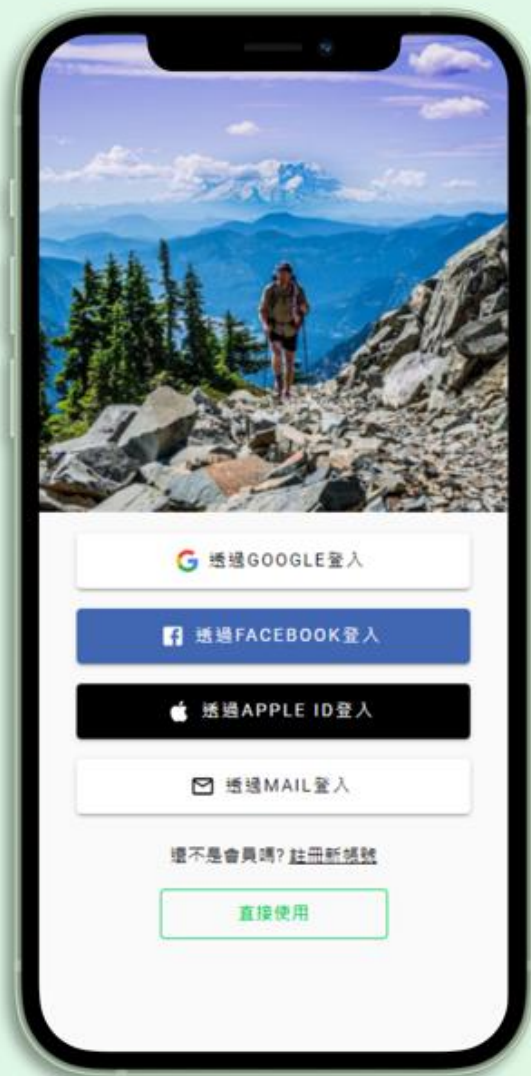 透過GOOGLE登入
透過FACEBOOK登入
透過APPLE ID登入
透過MAIL登入
還不是會員嗎? 註冊新帳號
直接使用